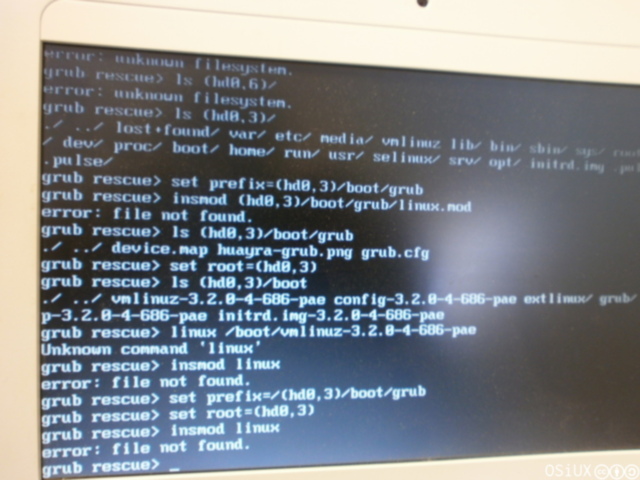 error: unknown filesystem.
grub rescue> ls (hd0,6)/
error: unknown filesystem.
grub rescue> ls (hd0,3)/
./ ../ lost+found/ var/ etc/ media/ vmlinuz lib/ bin/ sbin/ sys/ root
/ dev/ proc/ boot/ home/ run/ usr/ selinux/ srv/ opt/ initrd.img .pul
.pulse/
grub rescue> set prefix=(hd0,3)/boot/grub
grub rescue> insmod (hd0,3)/boot/grub/linux.mod
error: file not found.
grub rescue> ls (hd0,3)/boot/grub
./ ../ device.map huayra-grub.png grub.cfg
grub rescue> set root=(hd0,3)
grub rescue> ls (hd0,3)/boot
./ ../ vmlinuz-3.2.0-4-686-pae config-3.2.0-4-686-pae extlinux/ grub/
p-3.2.0-4-686-pae initrd.img-3.2.0-4-686-pae
grub rescue> linux /boot/vmlinuz-3.2.0-4-686-pae
Unknown command 'linux'
grub rescue> insmod linux
error: file not found.
grub rescue> set prefix=/(hd0,3)/boot/grub
grub rescue> set root=(hd0,3)
grub rescue> insmod linux
error: file not found.
grub rescue> _
OSiUX